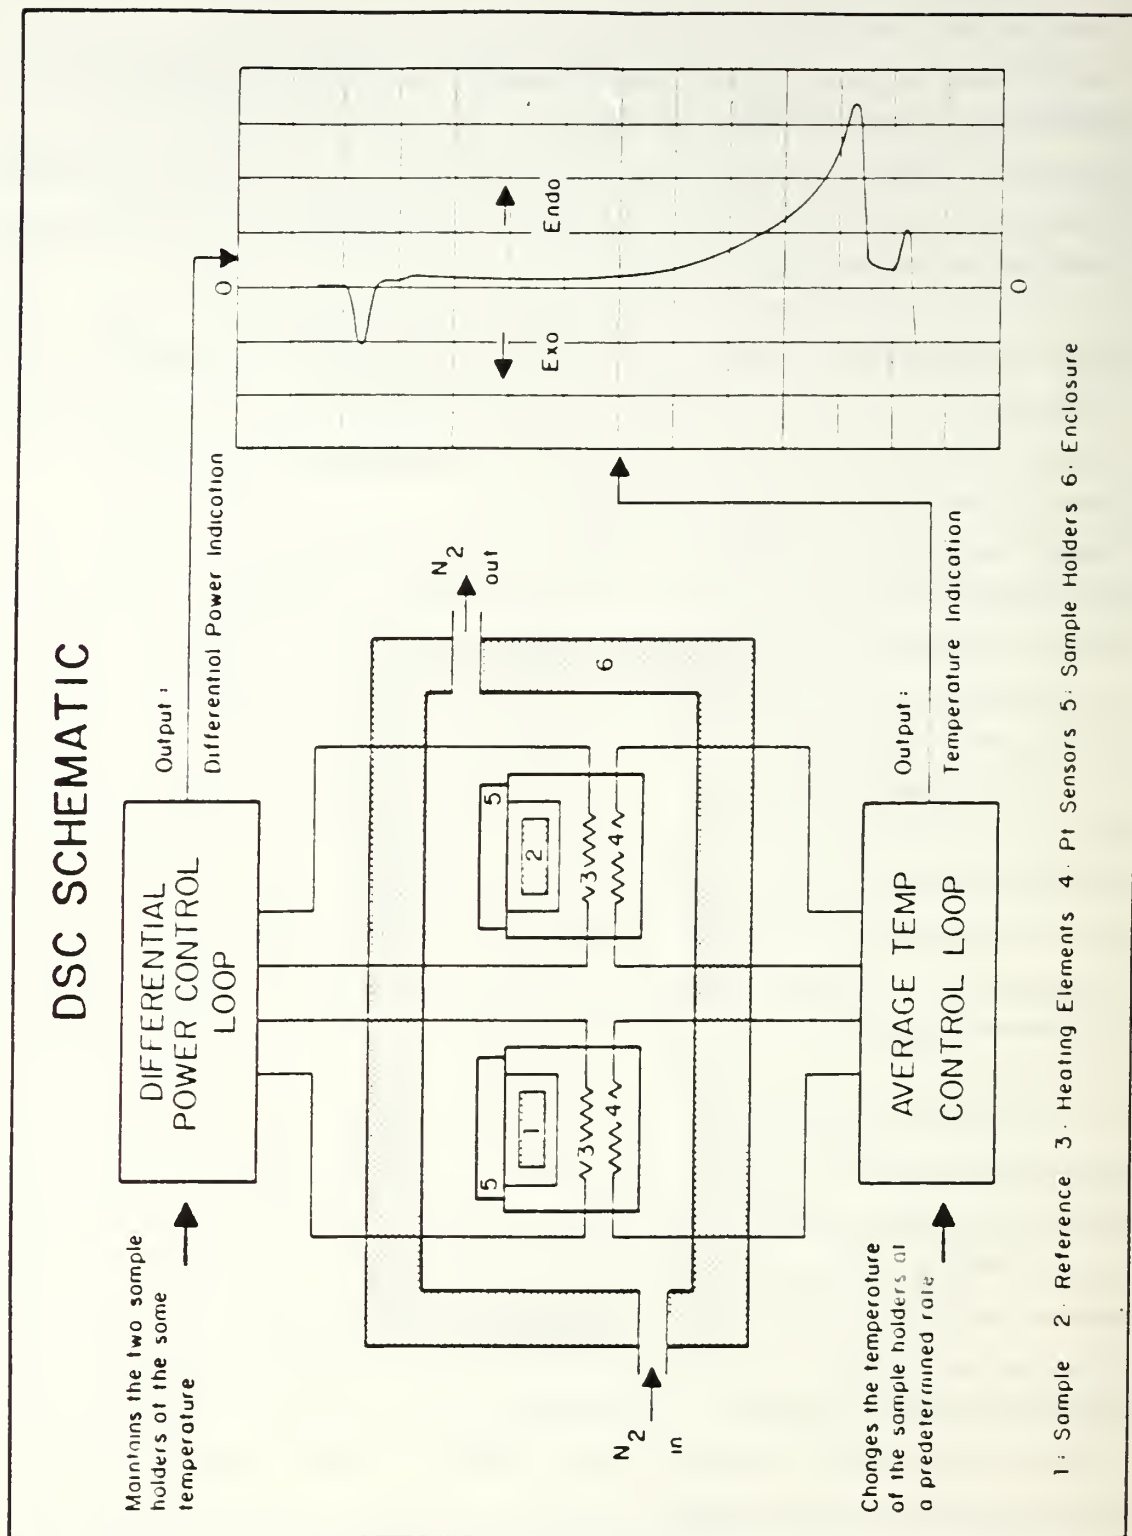 DSC SCHEMATIC
Maintains the two sample
holders at the same
temperature
DIFFERENTIAL
POWER CONTROL
LOOP
Output:
Differential Power Indication
N2
in
N2
out
1
2
3
3
4
4
5
5
6
Changes the temperature
of the sample holders at
a predetermined rate
AVERAGE TEMP
CONTROL LOOP
Output:
Temperature Indication
0
Exo
Endo
0
1: Sample 2: Reference 3: Heating Elements 4: Pt Sensors 5: Sample Holders 6: Enclosure